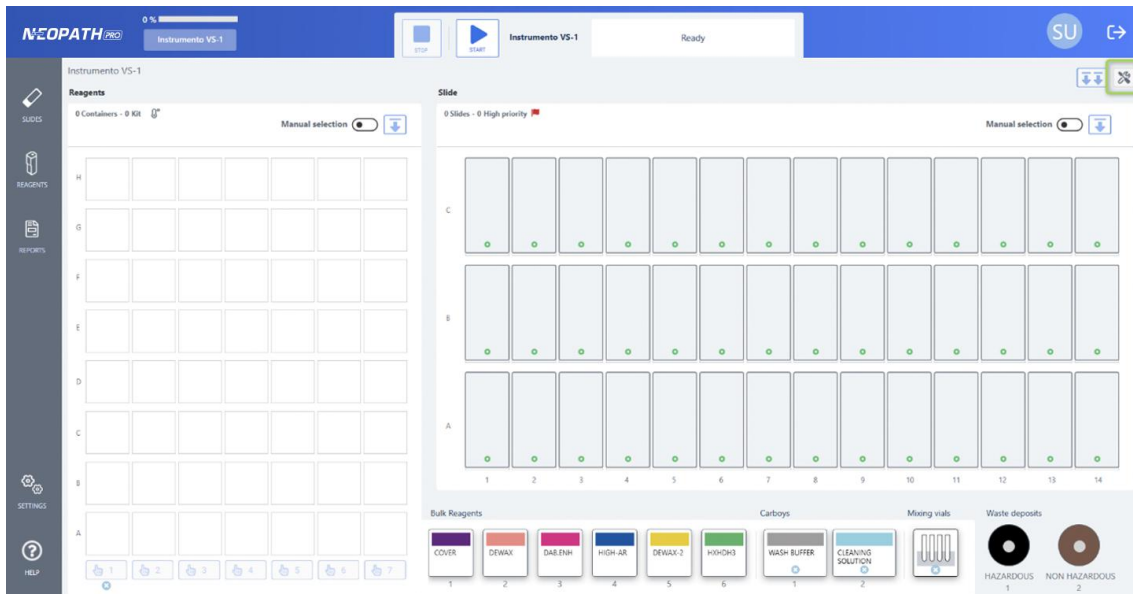 NEOPATH PRO
0 %
Instrumento VS-1
STOP
START
Instrumento VS-1
Ready
SU
SLIDES
REAGENTS
REPORTS
SETTINGS
HELP
Instrumento VS-1
Reagents
0 Containers - 0 Kit
Manual selection
H
G
F
E
D
C
B
A
1 2 3 4 5 6 7
Slide
0 Slides - 0 High priority
Manual selection
C
B
A
1 2 3 4 5 6 7 8 9 10 11 12 13 14
Bulk Reagents
COVER DEWAX DAB.ENH HIGH-AR DEWAX-2 HXHDH3
1 2 3 4 5 6
Carboys
WASH BUFFER CLEANING
SOLUTION
1 2
Mixing vials
Waste deposits
HAZARDOUS NON HAZARDOUS
1 2